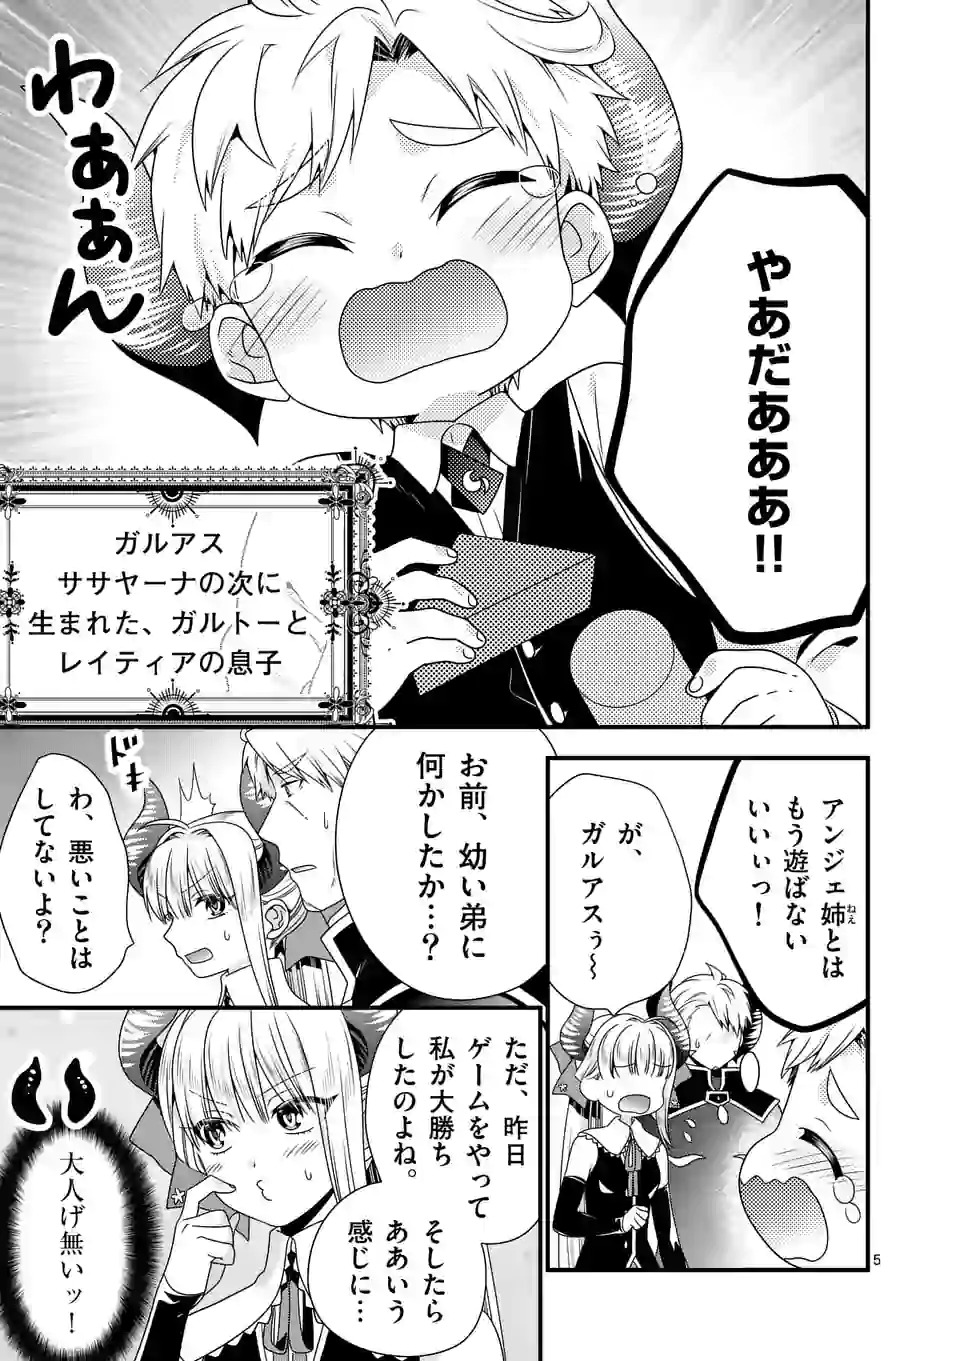 やあだあああ!!
わああん
ガルアス
ササヤーナの次に
生まれた、ガルトーと
レイティアの息子
アンジェ姉とは
ねぇ
もう遊ばない
いいぃっ！
が、
ガルアスぅ〜
お前、幼い弟に
何かしたか…？
ドキ
わ、悪いことは
してないよ？
ただ、昨日
ゲームをやって
私が大勝ち
したのよね。
そしたら
ああいう
感じに…
大人げ無いッ！
5